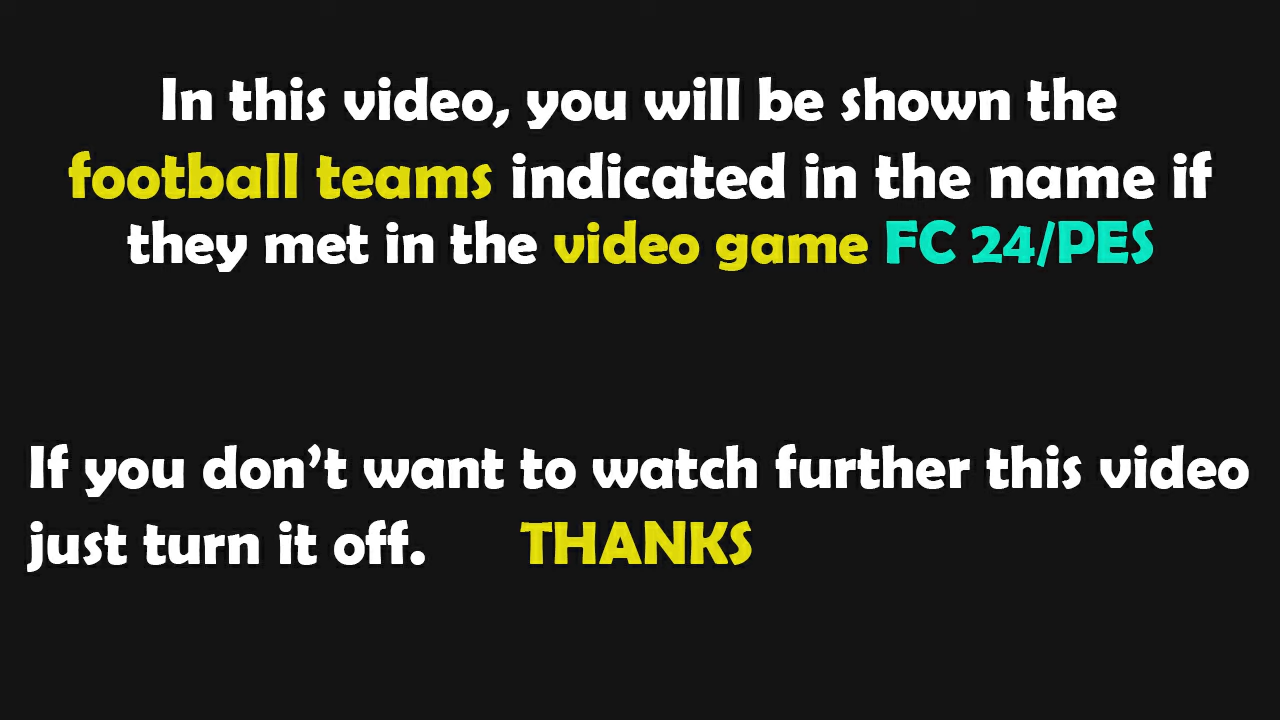 In this video, you will be shown the
football teams indicated in the name if
they met in the video game FC 24/PES
If you don't want to watch further this video
just turn it off. THANKS